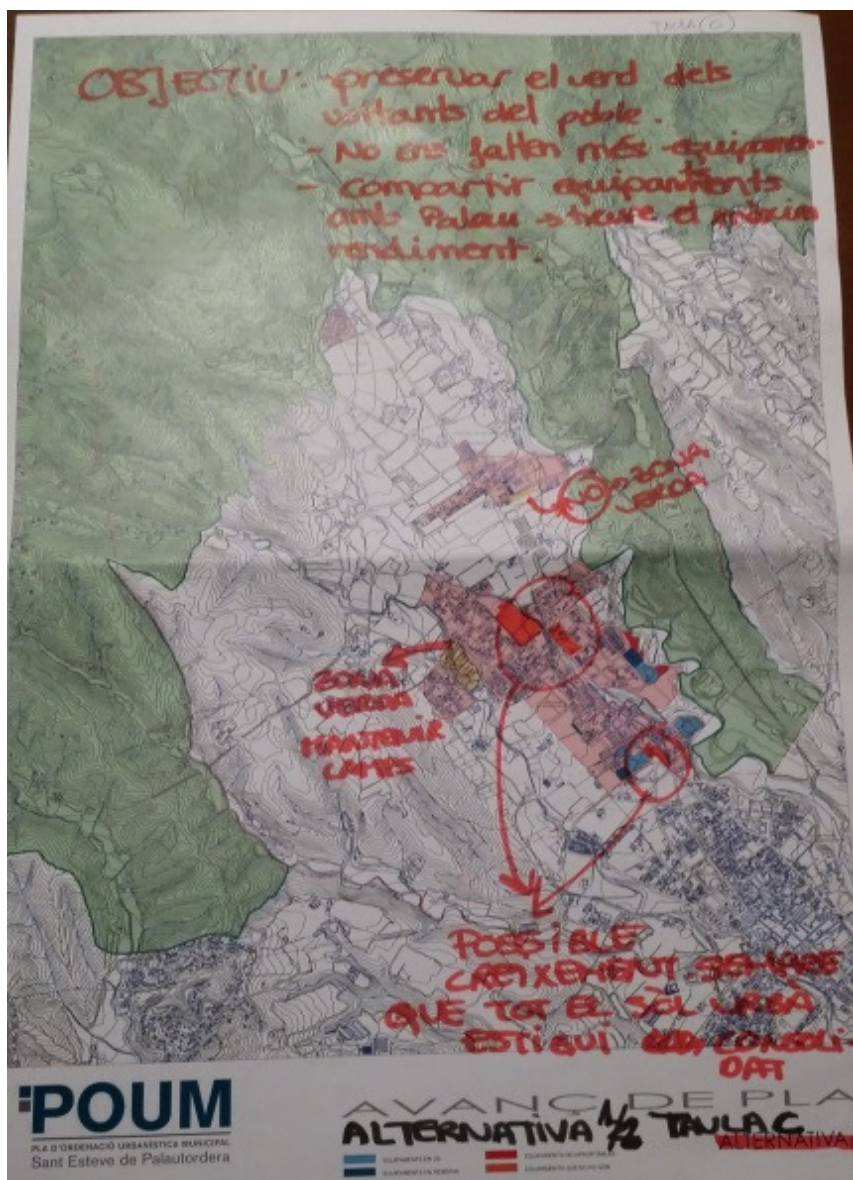 TAULA (C)
OBJECTIU: - preservar el verd dels
voltants del poble.
- No ens falten més equipamen.
- Compartir equipaments
amb Palau → treure el màxim
rendiment.
NO → ZONA
VERDA
ZONA
VERDA
MANTENIR
CAMPS
POSSIBLE
CREIXEMENT SEMPRE
QUE TOT EL SÒL URBÀ
ESTIGUI CONSOLI-
DAT
POUM
PLA D'ORDENACIÓ URBANÍSTICA MUNICIPAL
Sant Esteve de Palautordera
AVANÇ DE PLA
ALTERNATIVA 1/2 TAULA C
ALTERNATIVA